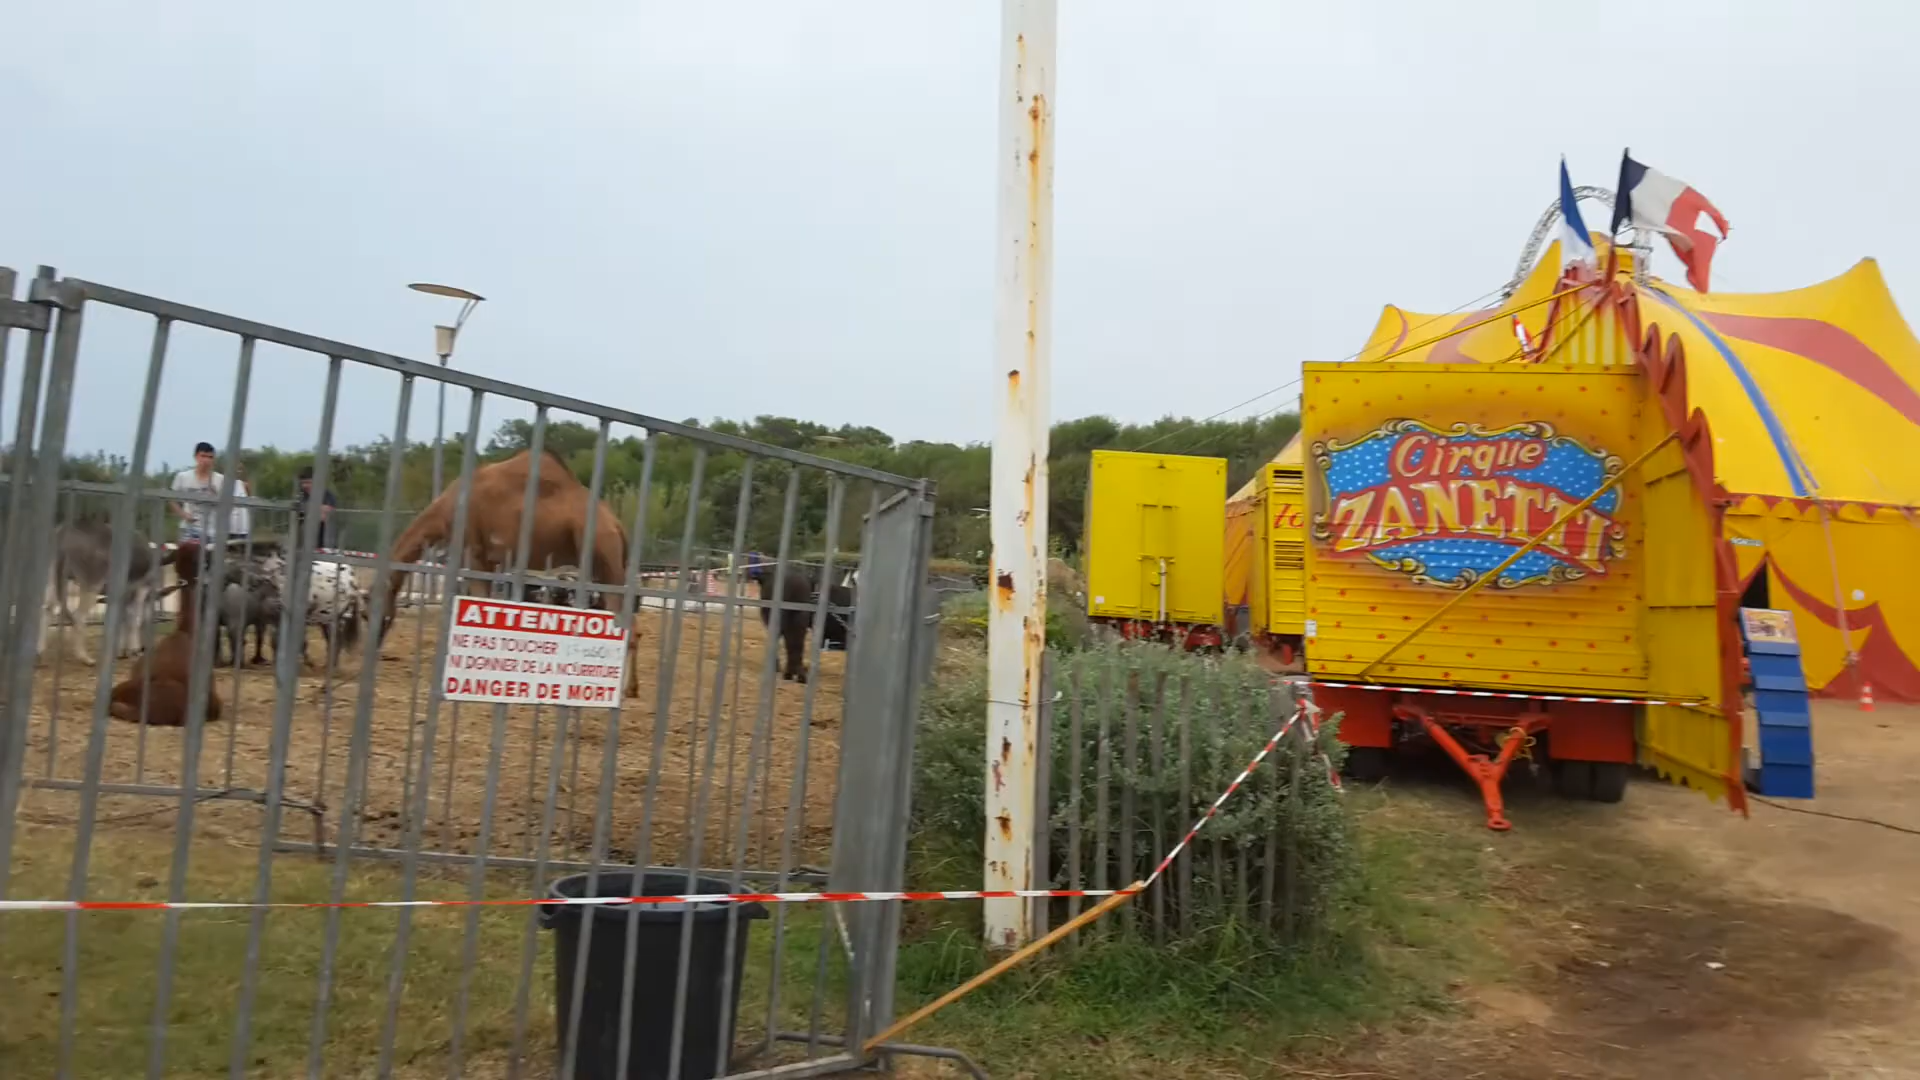 ATTENTION
NE PAS TOUCHER
NI DONNER DE LA NOURRITURE
DANGER DE MORT
Cirque
ZANETTI